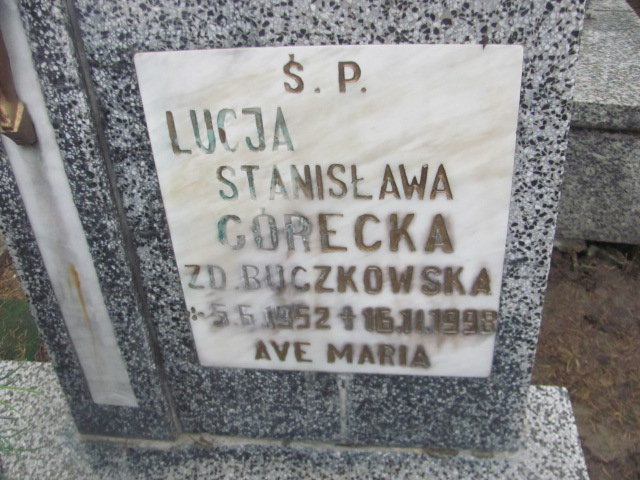 Ś. P.
LUCJA
STANISŁAWA
GÓRECKA
ZD. BUCZKOWSKA
5.6.1952 ✝ 16.11.1998
AVE MARIA